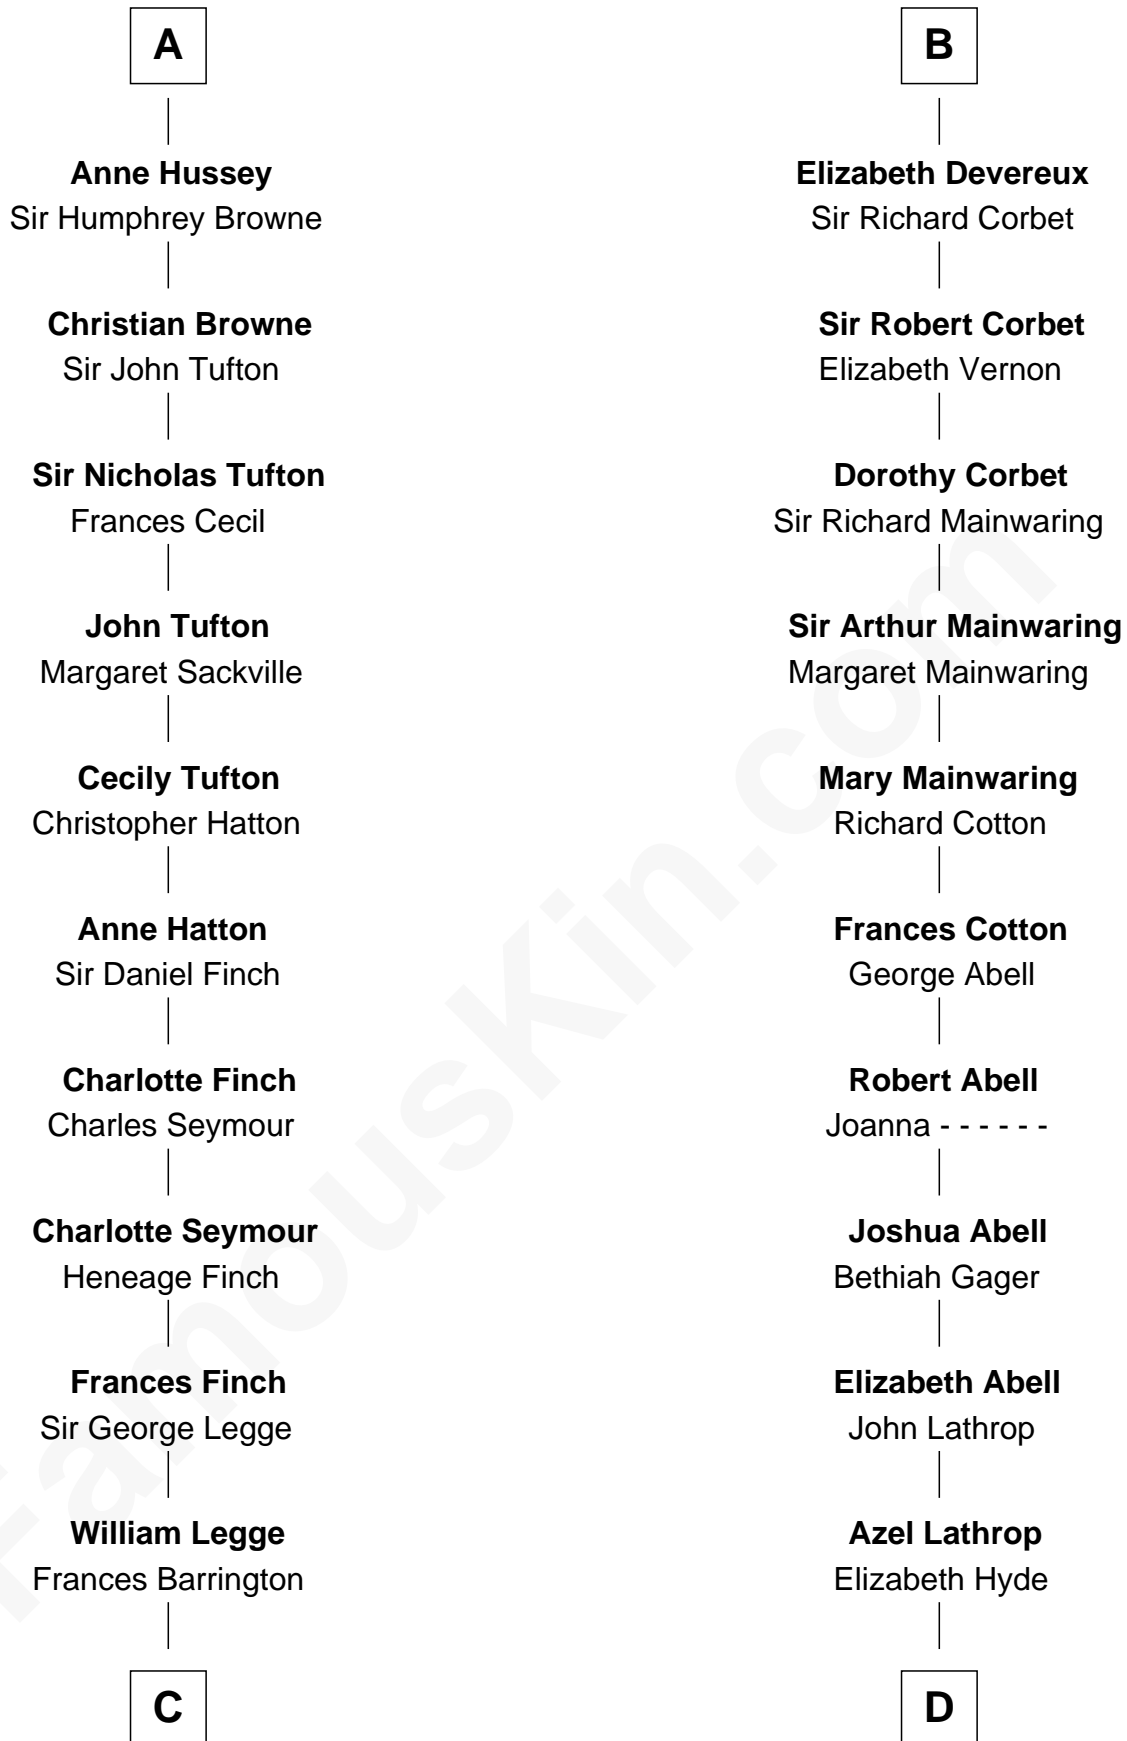 A
Anne Hussey
Sir Humphrey Browne
Christian Browne
Sir John Tufton
Sir Nicholas Tufton
Frances Cecil
John Tufton
Margaret Sackville
Cecily Tufton
Christopher Hatton
Anne Hatton
Sir Daniel Finch
Charlotte Finch
Charles Seymour
Charlotte Seymour
Heneage Finch
Frances Finch
Sir George Legge
William Legge
Frances Barrington
C
B
Elizabeth Devereux
Sir Richard Corbet
Sir Robert Corbet
Elizabeth Vernon
Dorothy Corbet
Sir Richard Mainwaring
Sir Arthur Mainwaring
Margaret Mainwaring
Mary Mainwaring
Richard Cotton
Frances Cotton
George Abell
Robert Abell
Joanna - - - - - -
Joshua Abell
Bethiah Gager
Elizabeth Abell
John Lathrop
Azel Lathrop
Elizabeth Hyde
D
FamousKin.com